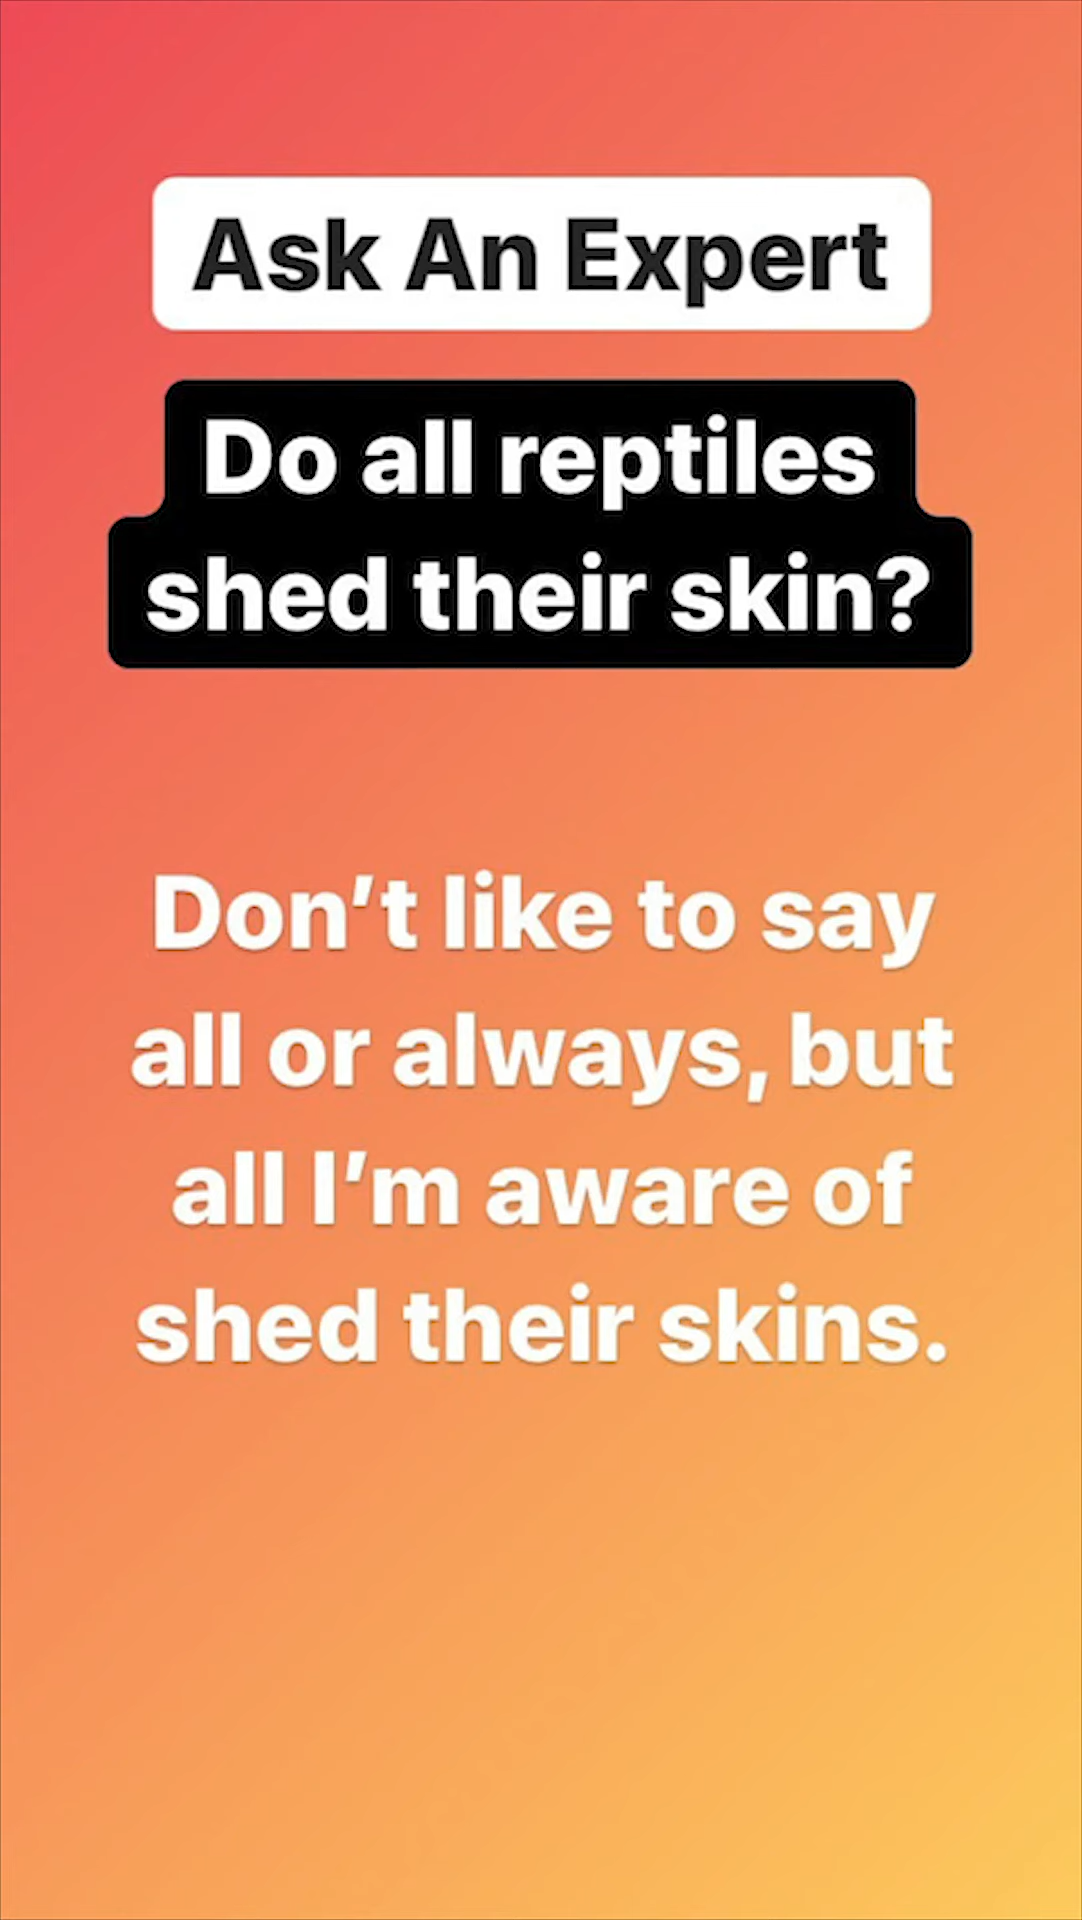 Ask An Expert
Do all reptiles
shed their skin?
Don’t like to say
all or always, but
all I’m aware of
shed their skins.